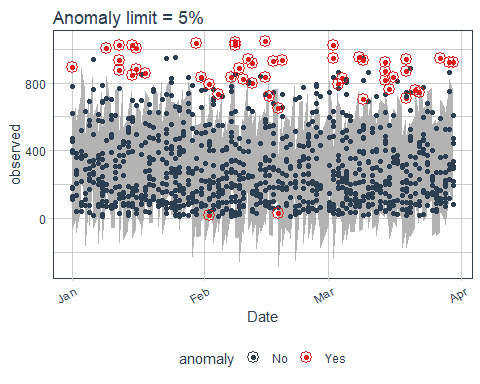 Anomaly limit = 5%
observed
800
400
0
Jan
Feb
Mar
Apr
Date
anomaly
No
Yes